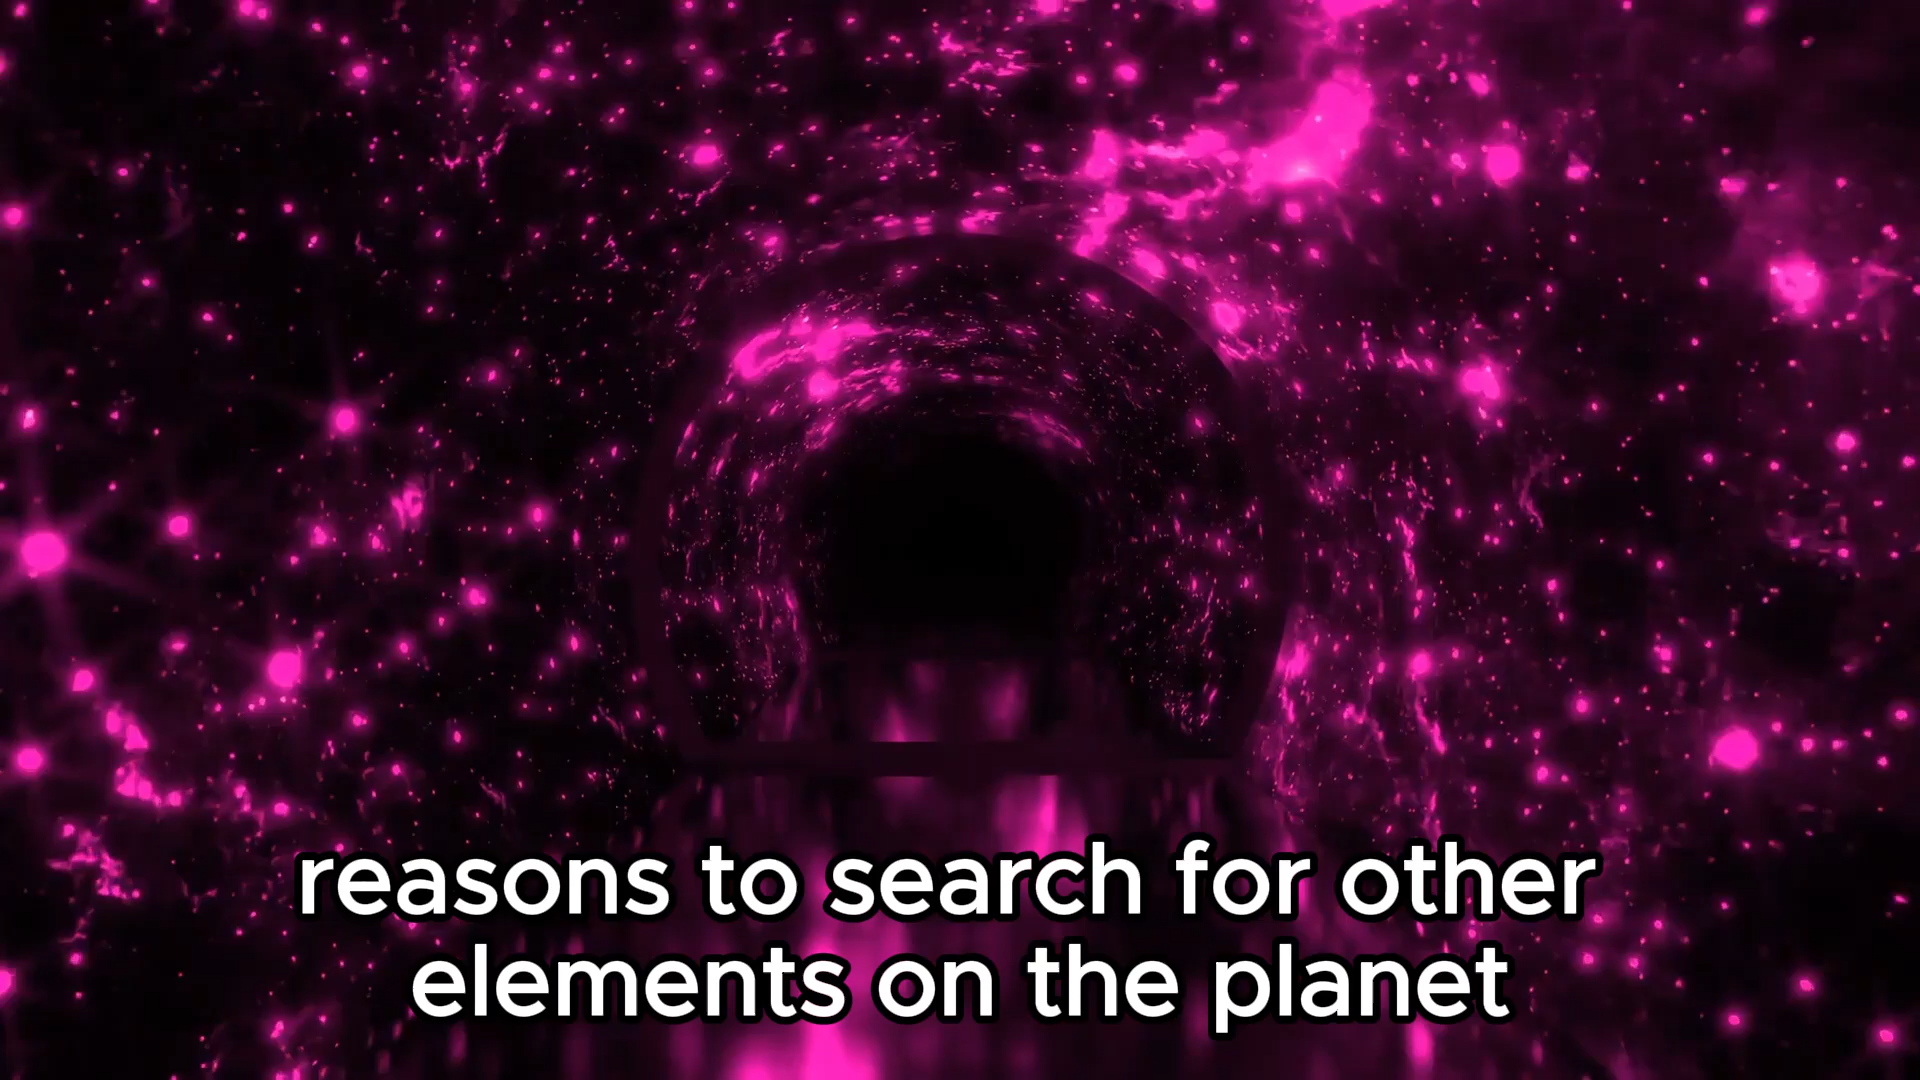 reasons to search for other
elements on the planet